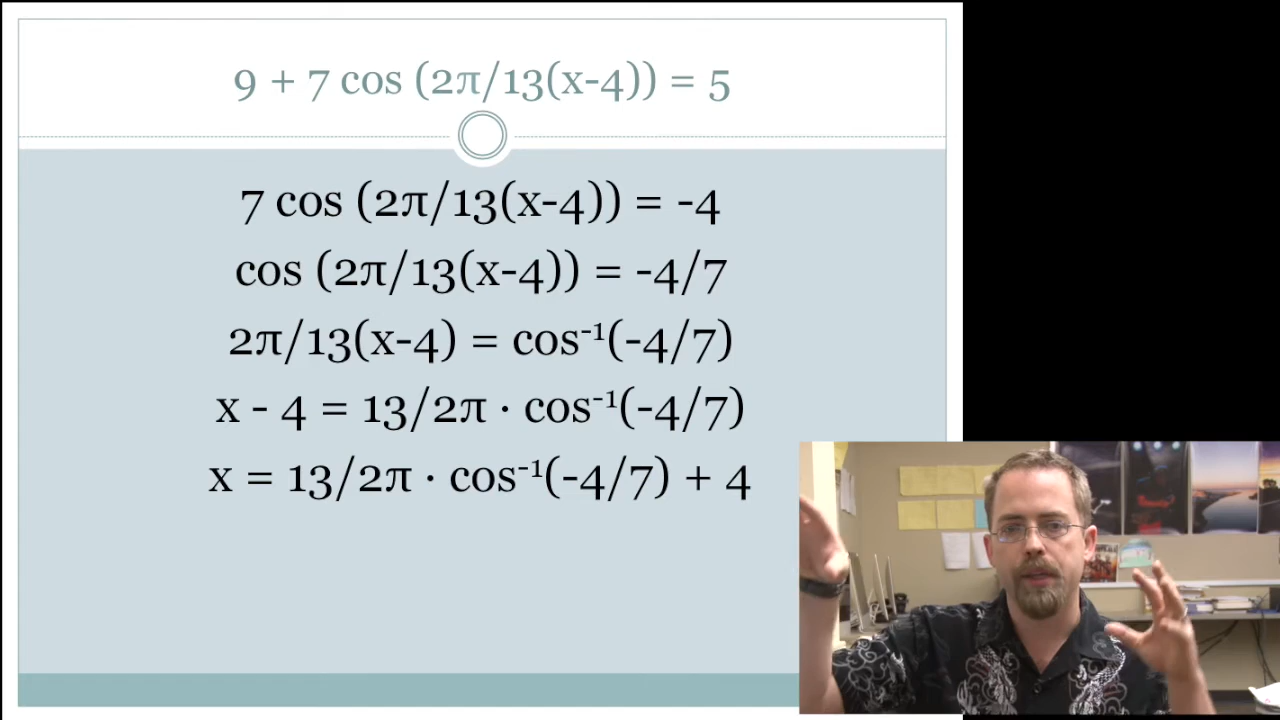 9 + 7 cos (2π/13(x-4)) = 5
7 cos (2π/13(x-4)) = -4
cos (2π/13(x-4)) = -4/7
2π/13(x-4) = cos⁻¹(-4/7)
x - 4 = 13/2π · cos⁻¹(-4/7)
x = 13/2π · cos⁻¹(-4/7) + 4